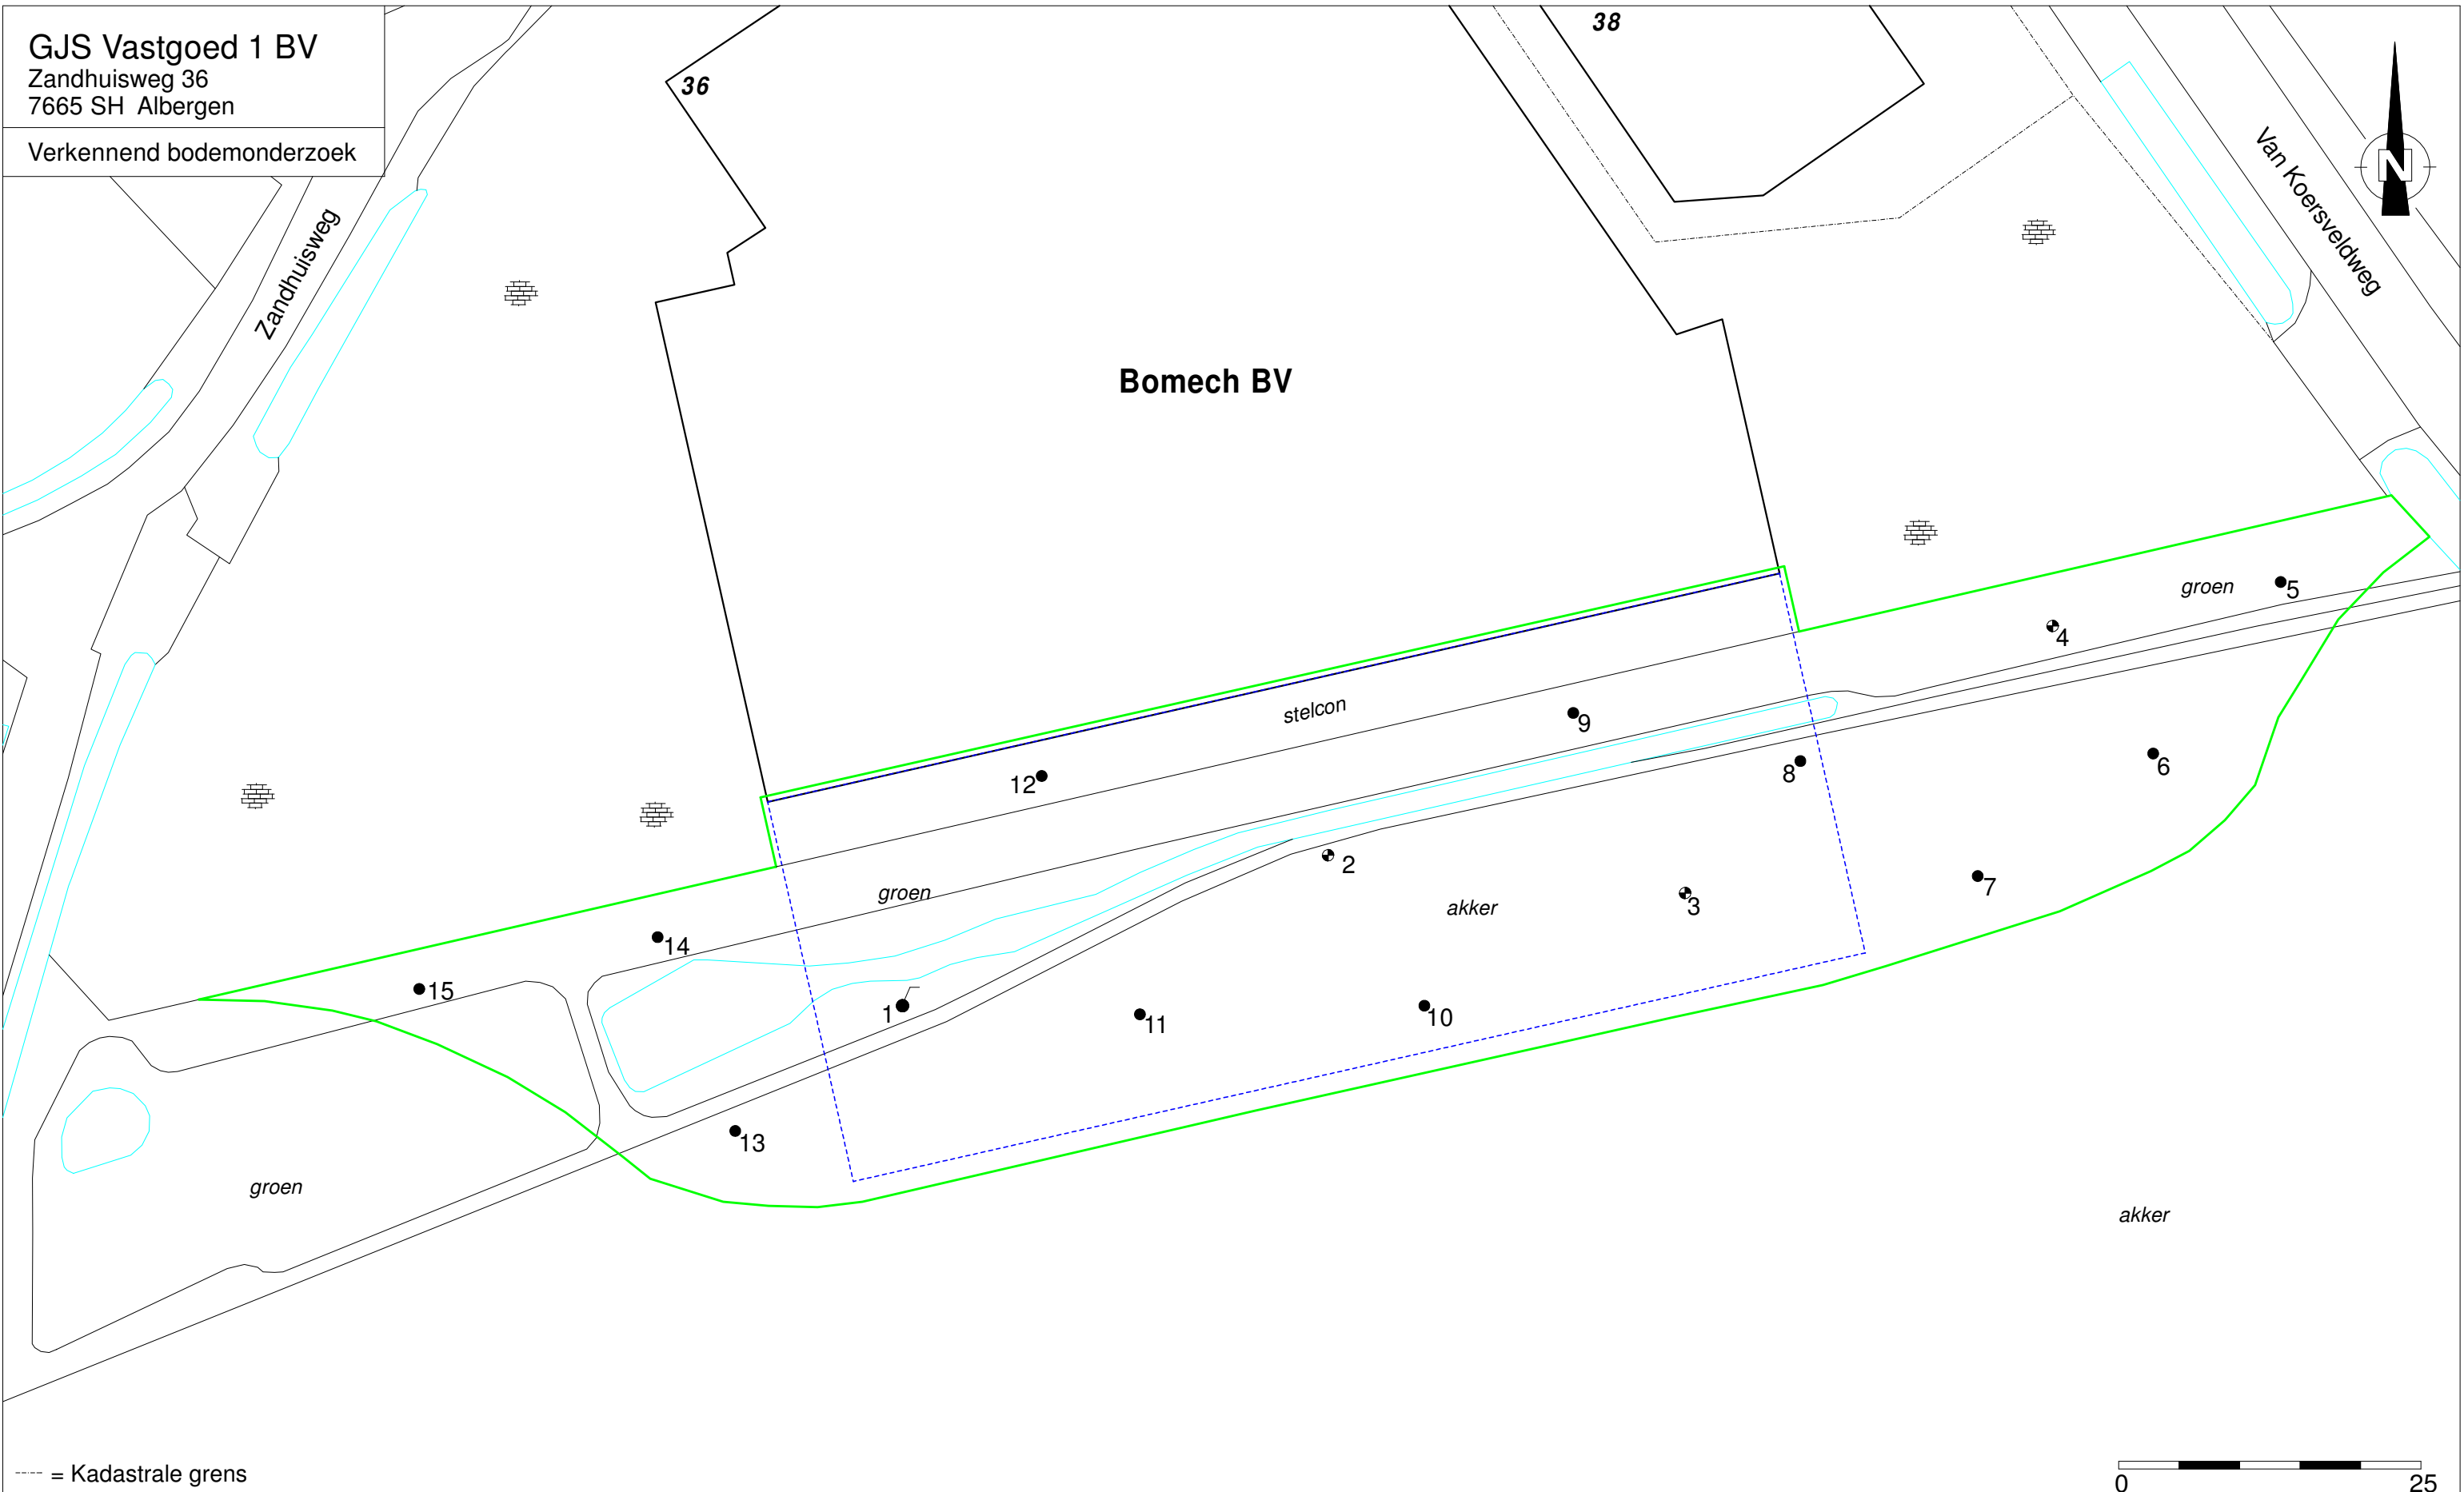 GJS Vastgoed 1 BV
Zandhuisweg 36
7665 SH Albergen
Verkennend bodemonderzoek
36
38
N
Van Koersveldweg
Zandhuisweg
Bomech BV
groen
5
4
stelcon
9
12
8
6
2
7
groen
akker
3
14
15
1
11
10
13
groen
akker
= Kadastrale grens
0 25